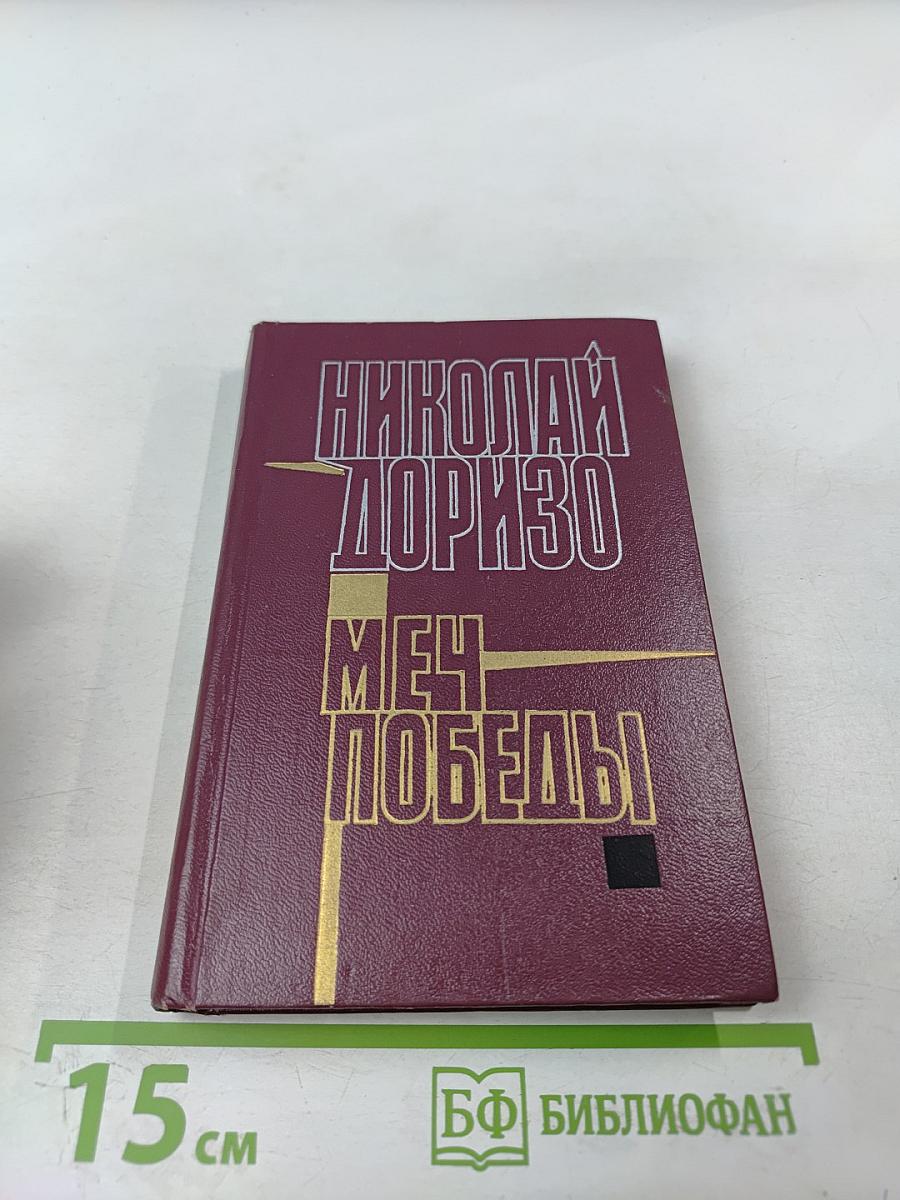 НИКОЛАЙ
ДОРИЗО
МЕЧ
ПОБЕДЫ
15 см
БФ БИБЛИОФАН